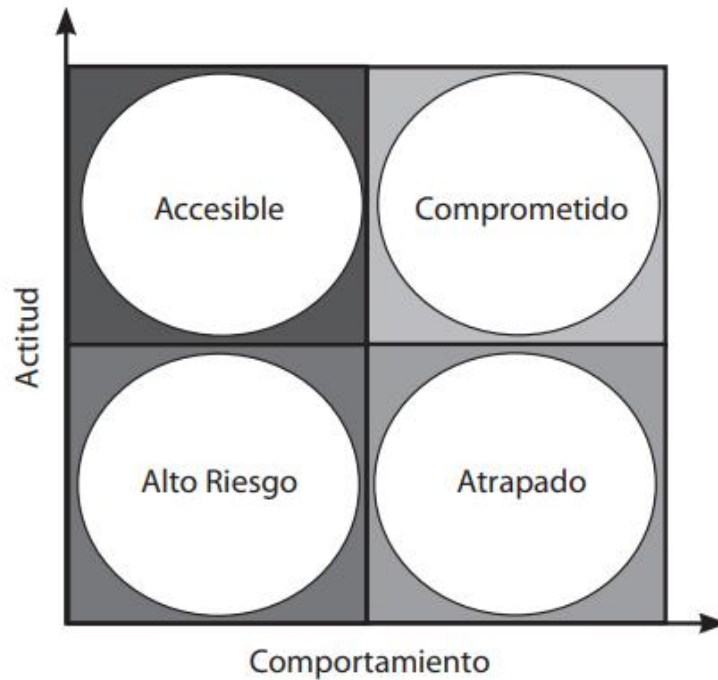 Actitud
Accesible
Comprometido
Alto Riesgo
Atrapado
Comportamiento